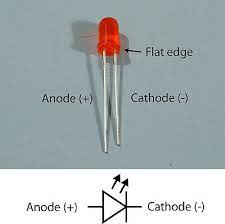 Flat edge
Anode (+) Cathode (-)
Anode (+) Cathode (-)